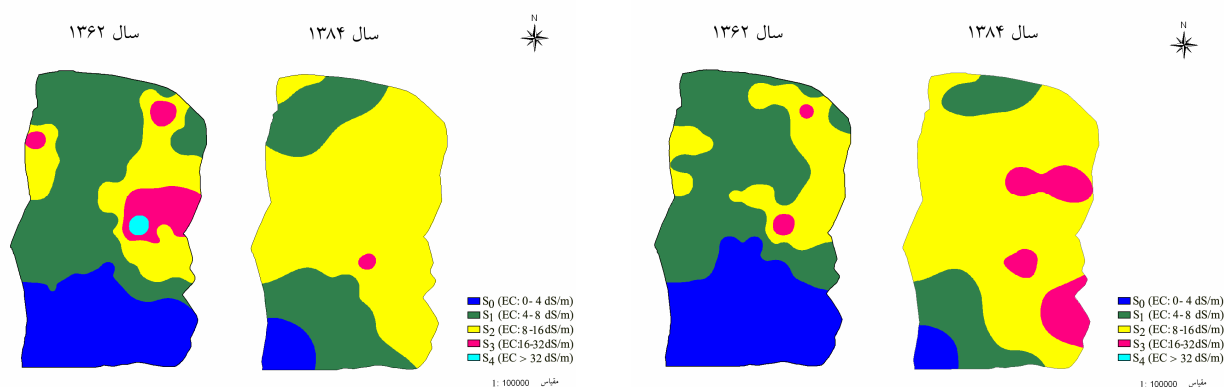 سال ۱۳۶۲
سال ۱۳۸۴
N
S0 (EC: 0- 4 dS/m)
S1 (EC: 4- 8 dS/m)
S2 (EC: 8-16dS/m)
S3 (EC:16-32dS/m)
S4 (EC > 32 dS/m)
1: 100000 مقیاس
سال ۱۳۶۲
سال ۱۳۸۴
N
S0 (EC: 0- 4 dS/m)
S1 (EC: 4- 8 dS/m)
S2 (EC: 8-16dS/m)
S3 (EC:16-32dS/m)
S4 (EC > 32 dS/m)
1: 100000 مقیاس